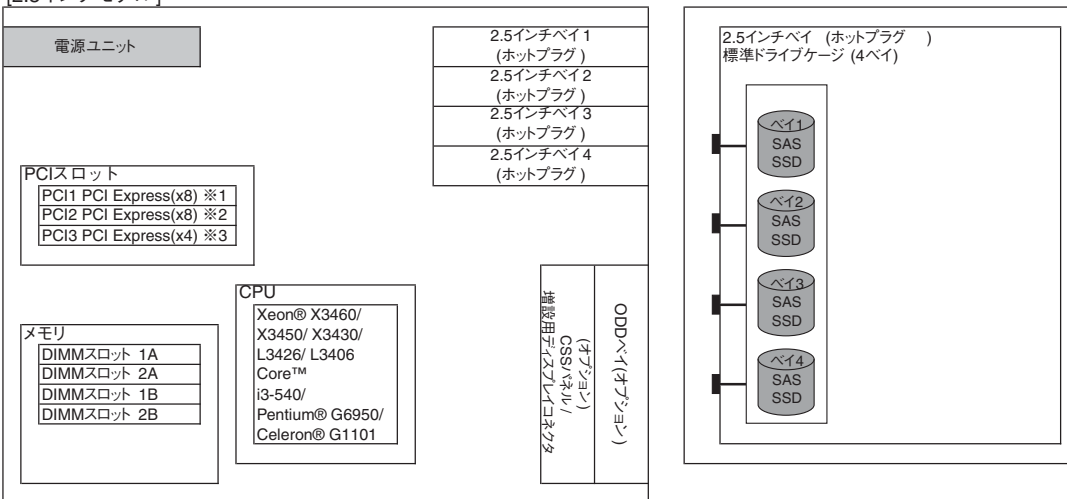 [2.5インチモデル]
電源ユニット
2.5インチベイ1
(ホットプラグ)
2.5インチベイ2
(ホットプラグ)
2.5インチベイ3
(ホットプラグ)
2.5インチベイ4
(ホットプラグ)
PCIスロット
PCI1 PCI Express(x8) ※1
PCI2 PCI Express(x8) ※2
PCI3 PCI Express(x4) ※3
メモリ
DIMMスロット 1A
DIMMスロット 2A
DIMMスロット 1B
DIMMスロット 2B
CPU
Xeon® X3460/
X3450/ X3430/
L3426/ L3406
Core™
i3-540/
Pentium® G6950/
Celeron® G1101
ODDベイ(オプション)
(オプション)
CSSパネル/
増設用ディスプレイコネクタ
2.5インチベイ (ホットプラグ )
標準ドライブケージ (4ベイ)
ベイ1
SAS
SSD
ベイ2
SAS
SSD
ベイ3
SAS
SSD
ベイ4
SAS
SSD